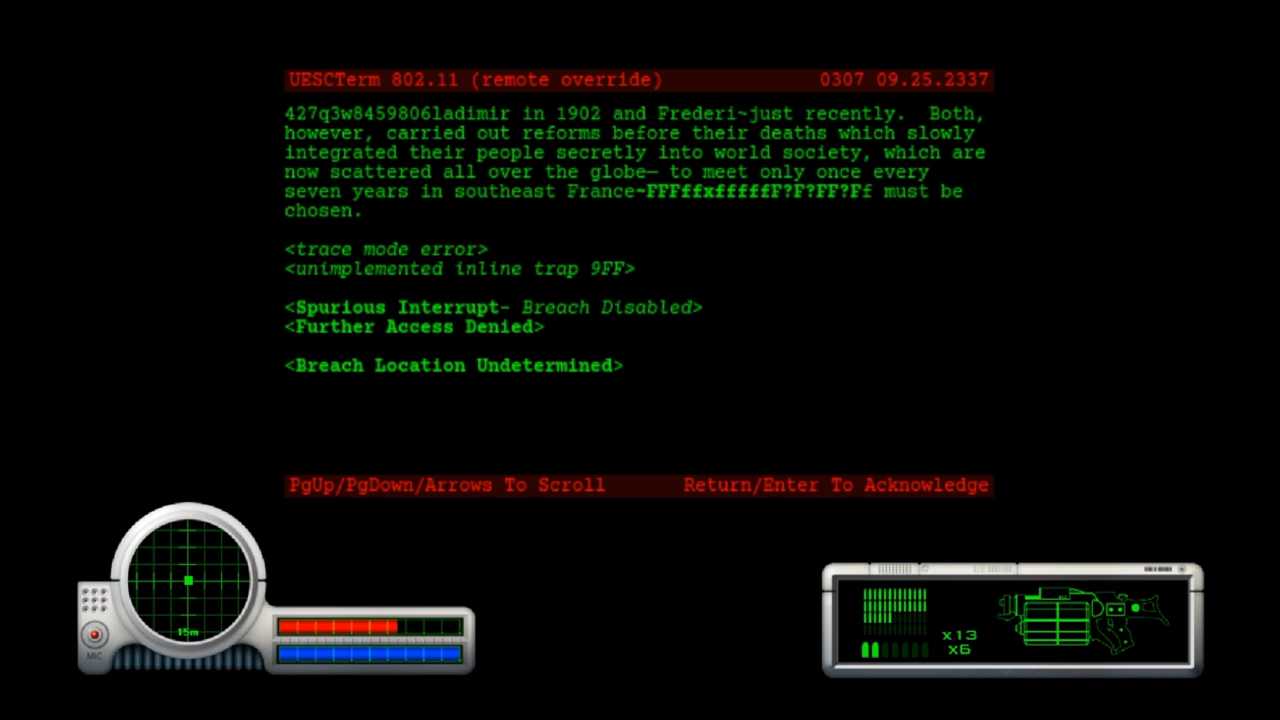 UESCTerm 802.11 (remote override) 0307 09.25.2337
427q3w8459806ladimir in 1902 and Frederi~just recently.  Both,
however, carried out reforms before their deaths which slowly
integrated their people secretly into world society, which are
now scattered all over the globe— to meet only once every
seven years in southeast France~FFFffxfffffF?F?FF?Ff must be
chosen.
<trace mode error>
<unimplemented inline trap 9FF>
<Spurious Interrupt- Breach Disabled>
<Further Access Denied>
<Breach Location Undetermined>
PgUp/PgDown/Arrows To Scroll Return/Enter To Acknowledge
15m
MIC
x13
x6